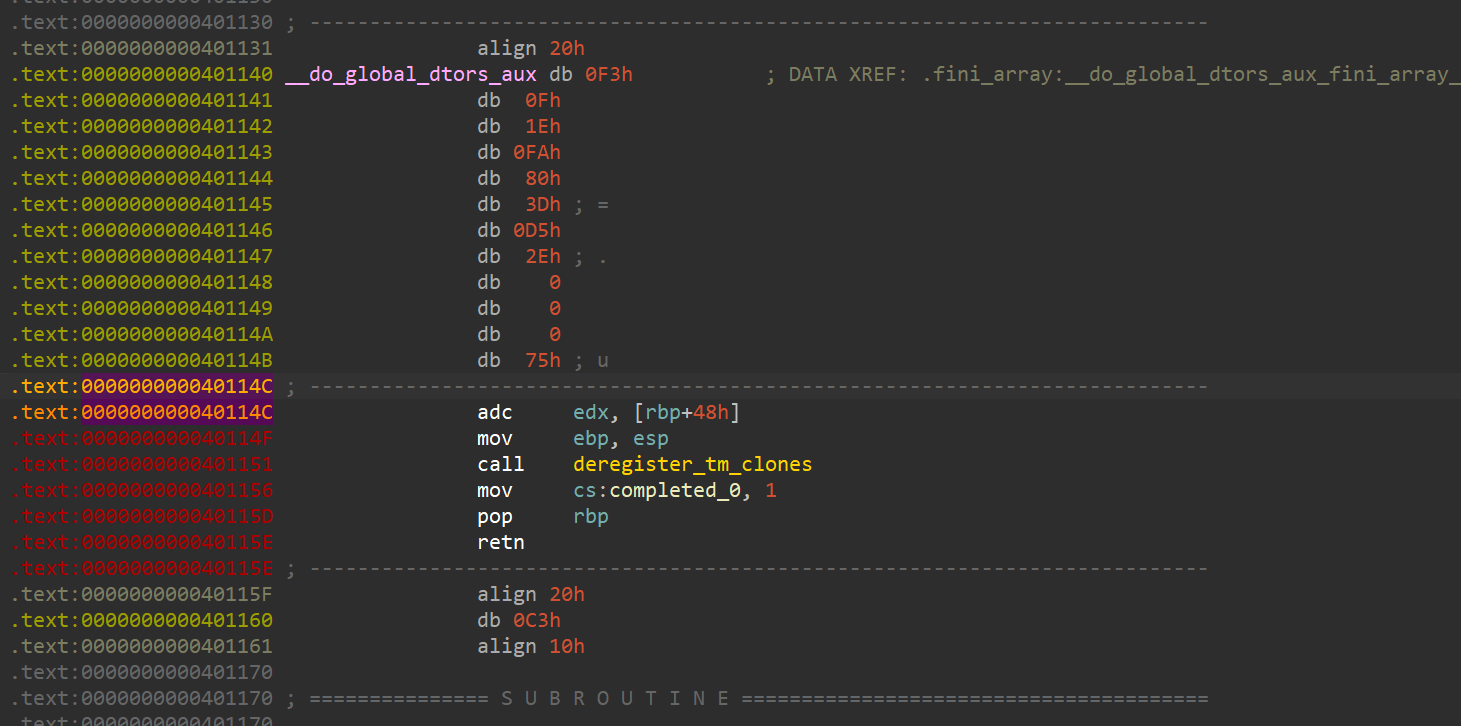 .text:0000000000401130 ; ---------------------------------------------------------------------------
.text:0000000000401131                 align 20h
.text:0000000000401140 __do_global_dtors_aux db 0F3h           ; DATA XREF: .fini_array:__do_global_dtors_aux_fini_array_
.text:0000000000401141                 db  0Fh
.text:0000000000401142                 db  1Eh
.text:0000000000401143                 db 0FAh
.text:0000000000401144                 db  80h
.text:0000000000401145                 db  3Dh ; =
.text:0000000000401146                 db 0D5h
.text:0000000000401147                 db  2Eh ; .
.text:0000000000401148                 db    0
.text:0000000000401149                 db    0
.text:000000000040114A                 db    0
.text:000000000040114B                 db  75h ; u
.text:000000000040114C ; ---------------------------------------------------------------------------
.text:000000000040114C                 adc     edx, [rbp+48h]
.text:000000000040114F                 mov     ebp, esp
.text:0000000000401151                 call    deregister_tm_clones
.text:0000000000401156                 mov     cs:completed_0, 1
.text:000000000040115D                 pop     rbp
.text:000000000040115E                 retn
.text:000000000040115E ; ---------------------------------------------------------------------------
.text:000000000040115F                 align 20h
.text:0000000000401160                 db 0C3h
.text:0000000000401161                 align 10h
.text:0000000000401170
.text:0000000000401170 ; =============== S U B R O U T I N E =======================================
.text:0000000000401170